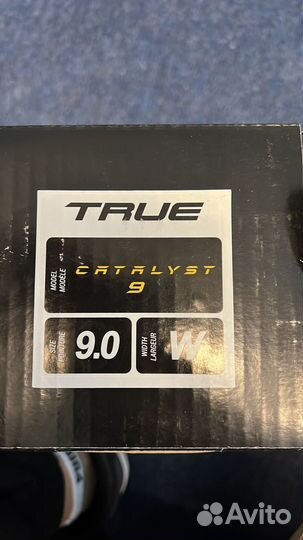 TRUE
MODEL
MODÈLE
CATALYST
9
SIZE
POINTURE
9.0
WIDTH
LARGEUR
W
Avito